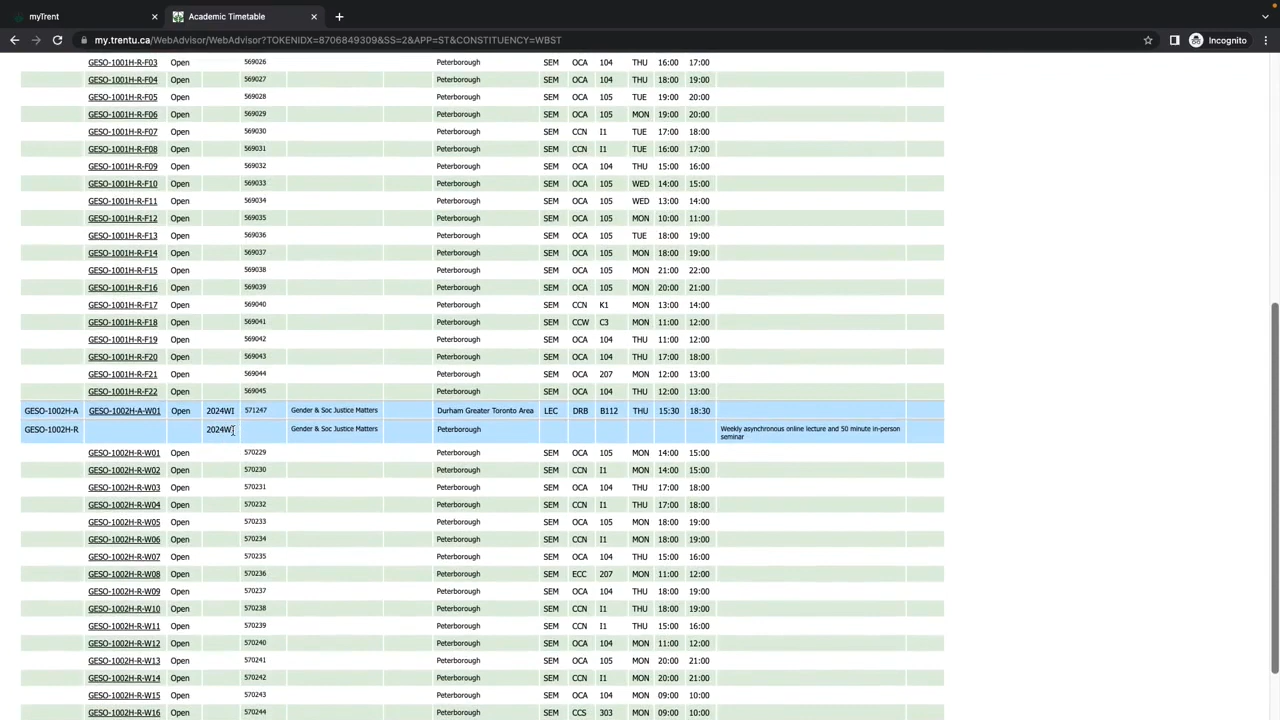 myTrent
Academic Timetable
my.trentu.ca/WebAdvisor/WebAdvisor?TOKENIDX=8706849309&SS=2&APP=ST&CONSTITUENCY=WBST
Incognito
GESO-1001H-R-F03 Open 569026 Peterborough SEM OCA 104 THU 16:00 17:00
GESO-1001H-R-F04 Open 569027 Peterborough SEM OCA 104 THU 18:00 19:00
GESO-1001H-R-F05 Open 569028 Peterborough SEM OCA 105 TUE 19:00 20:00
GESO-1001H-R-F06 Open 569029 Peterborough SEM OCA 105 MON 19:00 20:00
GESO-1001H-R-F07 Open 569030 Peterborough SEM CCN I1 TUE 17:00 18:00
GESO-1001H-R-F08 Open 569031 Peterborough SEM CCN I1 TUE 16:00 17:00
GESO-1001H-R-F09 Open 569032 Peterborough SEM OCA 104 THU 15:00 16:00
GESO-1001H-R-F10 Open 569033 Peterborough SEM OCA 105 WED 14:00 15:00
GESO-1001H-R-F11 Open 569034 Peterborough SEM OCA 105 WED 13:00 14:00
GESO-1001H-R-F12 Open 569035 Peterborough SEM OCA 105 MON 10:00 11:00
GESO-1001H-R-F13 Open 569036 Peterborough SEM OCA 105 TUE 18:00 19:00
GESO-1001H-R-F14 Open 569037 Peterborough SEM OCA 105 MON 18:00 19:00
GESO-1001H-R-F15 Open 569038 Peterborough SEM OCA 105 MON 21:00 22:00
GESO-1001H-R-F16 Open 569039 Peterborough SEM OCA 105 MON 20:00 21:00
GESO-1001H-R-F17 Open 569040 Peterborough SEM CCN K1 MON 13:00 14:00
GESO-1001H-R-F18 Open 569041 Peterborough SEM CCW C3 MON 11:00 12:00
GESO-1001H-R-F19 Open 569042 Peterborough SEM OCA 104 THU 11:00 12:00
GESO-1001H-R-F20 Open 569043 Peterborough SEM OCA 104 THU 17:00 18:00
GESO-1001H-R-F21 Open 569044 Peterborough SEM OCA 207 MON 12:00 13:00
GESO-1001H-R-F22 Open 569045 Peterborough SEM OCA 104 THU 12:00 13:00
GESO-1002H-A GESO-1002H-A-W01 Open 2024WI 571247 Gender & Soc Justice Matters Durham Greater Toronto Area LEC DRB B112 THU 15:30 18:30
GESO-1002H-R 2024WI Gender & Soc Justice Matters Peterborough Weekly asynchronous online lecture and 50 minute in-person
seminar
GESO-1002H-R-W01 Open 570229 Peterborough SEM OCA 105 MON 14:00 15:00
GESO-1002H-R-W02 Open 570230 Peterborough SEM CCN I1 MON 14:00 15:00
GESO-1002H-R-W03 Open 570231 Peterborough SEM OCA 104 THU 17:00 18:00
GESO-1002H-R-W04 Open 570232 Peterborough SEM CCN I1 THU 17:00 18:00
GESO-1002H-R-W05 Open 570233 Peterborough SEM OCA 105 MON 18:00 19:00
GESO-1002H-R-W06 Open 570234 Peterborough SEM CCN I1 MON 18:00 19:00
GESO-1002H-R-W07 Open 570235 Peterborough SEM OCA 104 THU 15:00 16:00
GESO-1002H-R-W08 Open 570236 Peterborough SEM ECC 207 MON 11:00 12:00
GESO-1002H-R-W09 Open 570237 Peterborough SEM OCA 104 THU 18:00 19:00
GESO-1002H-R-W10 Open 570238 Peterborough SEM CCN I1 THU 18:00 19:00
GESO-1002H-R-W11 Open 570239 Peterborough SEM CCN I1 THU 15:00 16:00
GESO-1002H-R-W12 Open 570240 Peterborough SEM OCA 104 MON 11:00 12:00
GESO-1002H-R-W13 Open 570241 Peterborough SEM OCA 105 MON 20:00 21:00
GESO-1002H-R-W14 Open 570242 Peterborough SEM CCN I1 MON 20:00 21:00
GESO-1002H-R-W15 Open 570243 Peterborough SEM OCA 104 MON 09:00 10:00
GESO-1002H-R-W16 Open 570244 Peterborough SEM CCS 303 MON 09:00 10:00